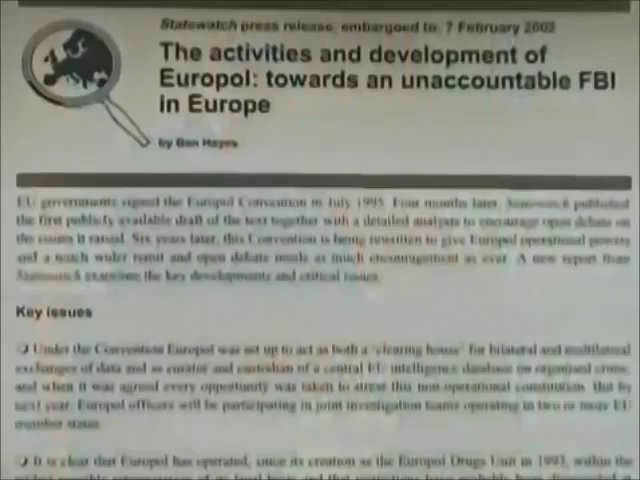 Statewatch press release, embargoed to: 7 February 2002
The activities and development of
Europol: towards an unaccountable FBI
in Europe
by Ben Hayes
EU governments signed the Europol Convention in July 1995. Four months later, Statewatch published
the first publicly available draft of the text together with a detailed analysis to encourage open debate on
the issues it raised. Six years later, this Convention is being rewritten to give Europol operational powers
and a much wider remit and open debate needs as much encouragement as ever. A new report from
Statewatch examines the key developments and critical issues.
Key issues
❏ Under the Convention Europol was set up to act as both a "clearing house" for bilateral and multilateral
exchanges of data and as curator and custodian of a central EU intelligence database on organised crime,
and when it was agreed every opportunity was taken to stress this non-operational constitution. But by
next year, Europol officers will be participating in joint investigation teams operating in two or more EU
member states.
❏ It is clear that Europol has operated, since its creation as the Europol Drugs Unit in 1993, within the